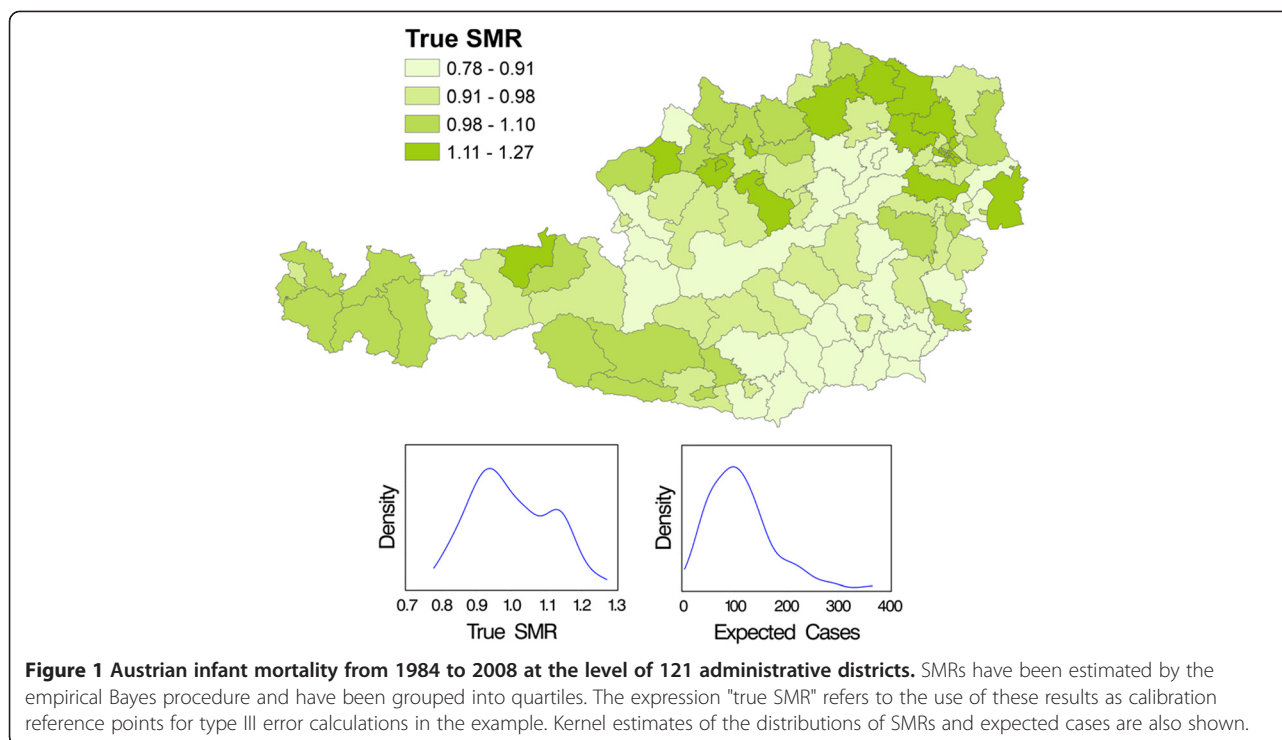 True SMR
0.78 - 0.91
0.91 - 0.98
0.98 - 1.10
1.11 - 1.27
Density
0.7 0.8 0.9 1.0 1.1 1.2 1.3
True SMR
Density
0 100 200 300 400
Expected Cases
Figure 1 Austrian infant mortality from 1984 to 2008 at the level of 121 administrative districts. SMRs have been estimated by the
empirical Bayes procedure and have been grouped into quartiles. The expression "true SMR" refers to the use of these results as calibration
reference points for type III error calculations in the example. Kernel estimates of the distributions of SMRs and expected cases are also shown.